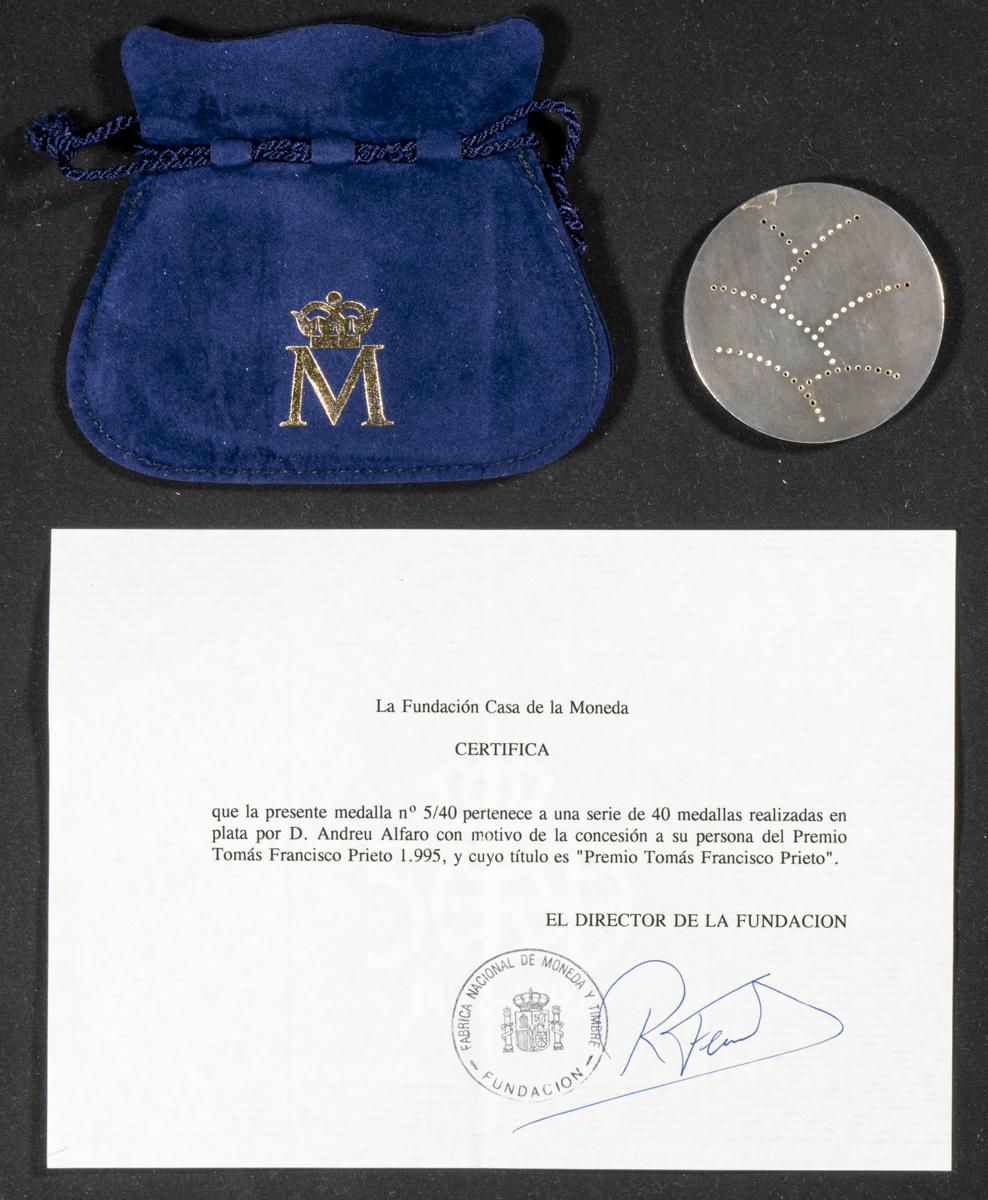 M
La Fundación Casa de la Moneda
CERTIFICA
que la presente medalla nº 5/40 pertenece a una serie de 40 medallas realizadas en
plata por D. Andreu Alfaro con motivo de la concesión a su persona del Premio
Tomás Francisco Prieto 1.995, y cuyo título es "Premio Tomás Francisco Prieto".
EL DIRECTOR DE LA FUNDACION
FABRICA NACIONAL DE MONEDA Y TIMBRE
- FUNDACION -